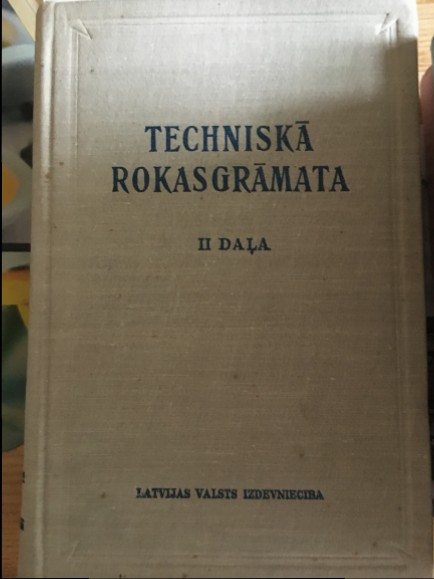 TECHNISKĀ
ROKASGRĀMATA
II DAĻA
LATVIJAS VALSTS IZDEVNIECIBA